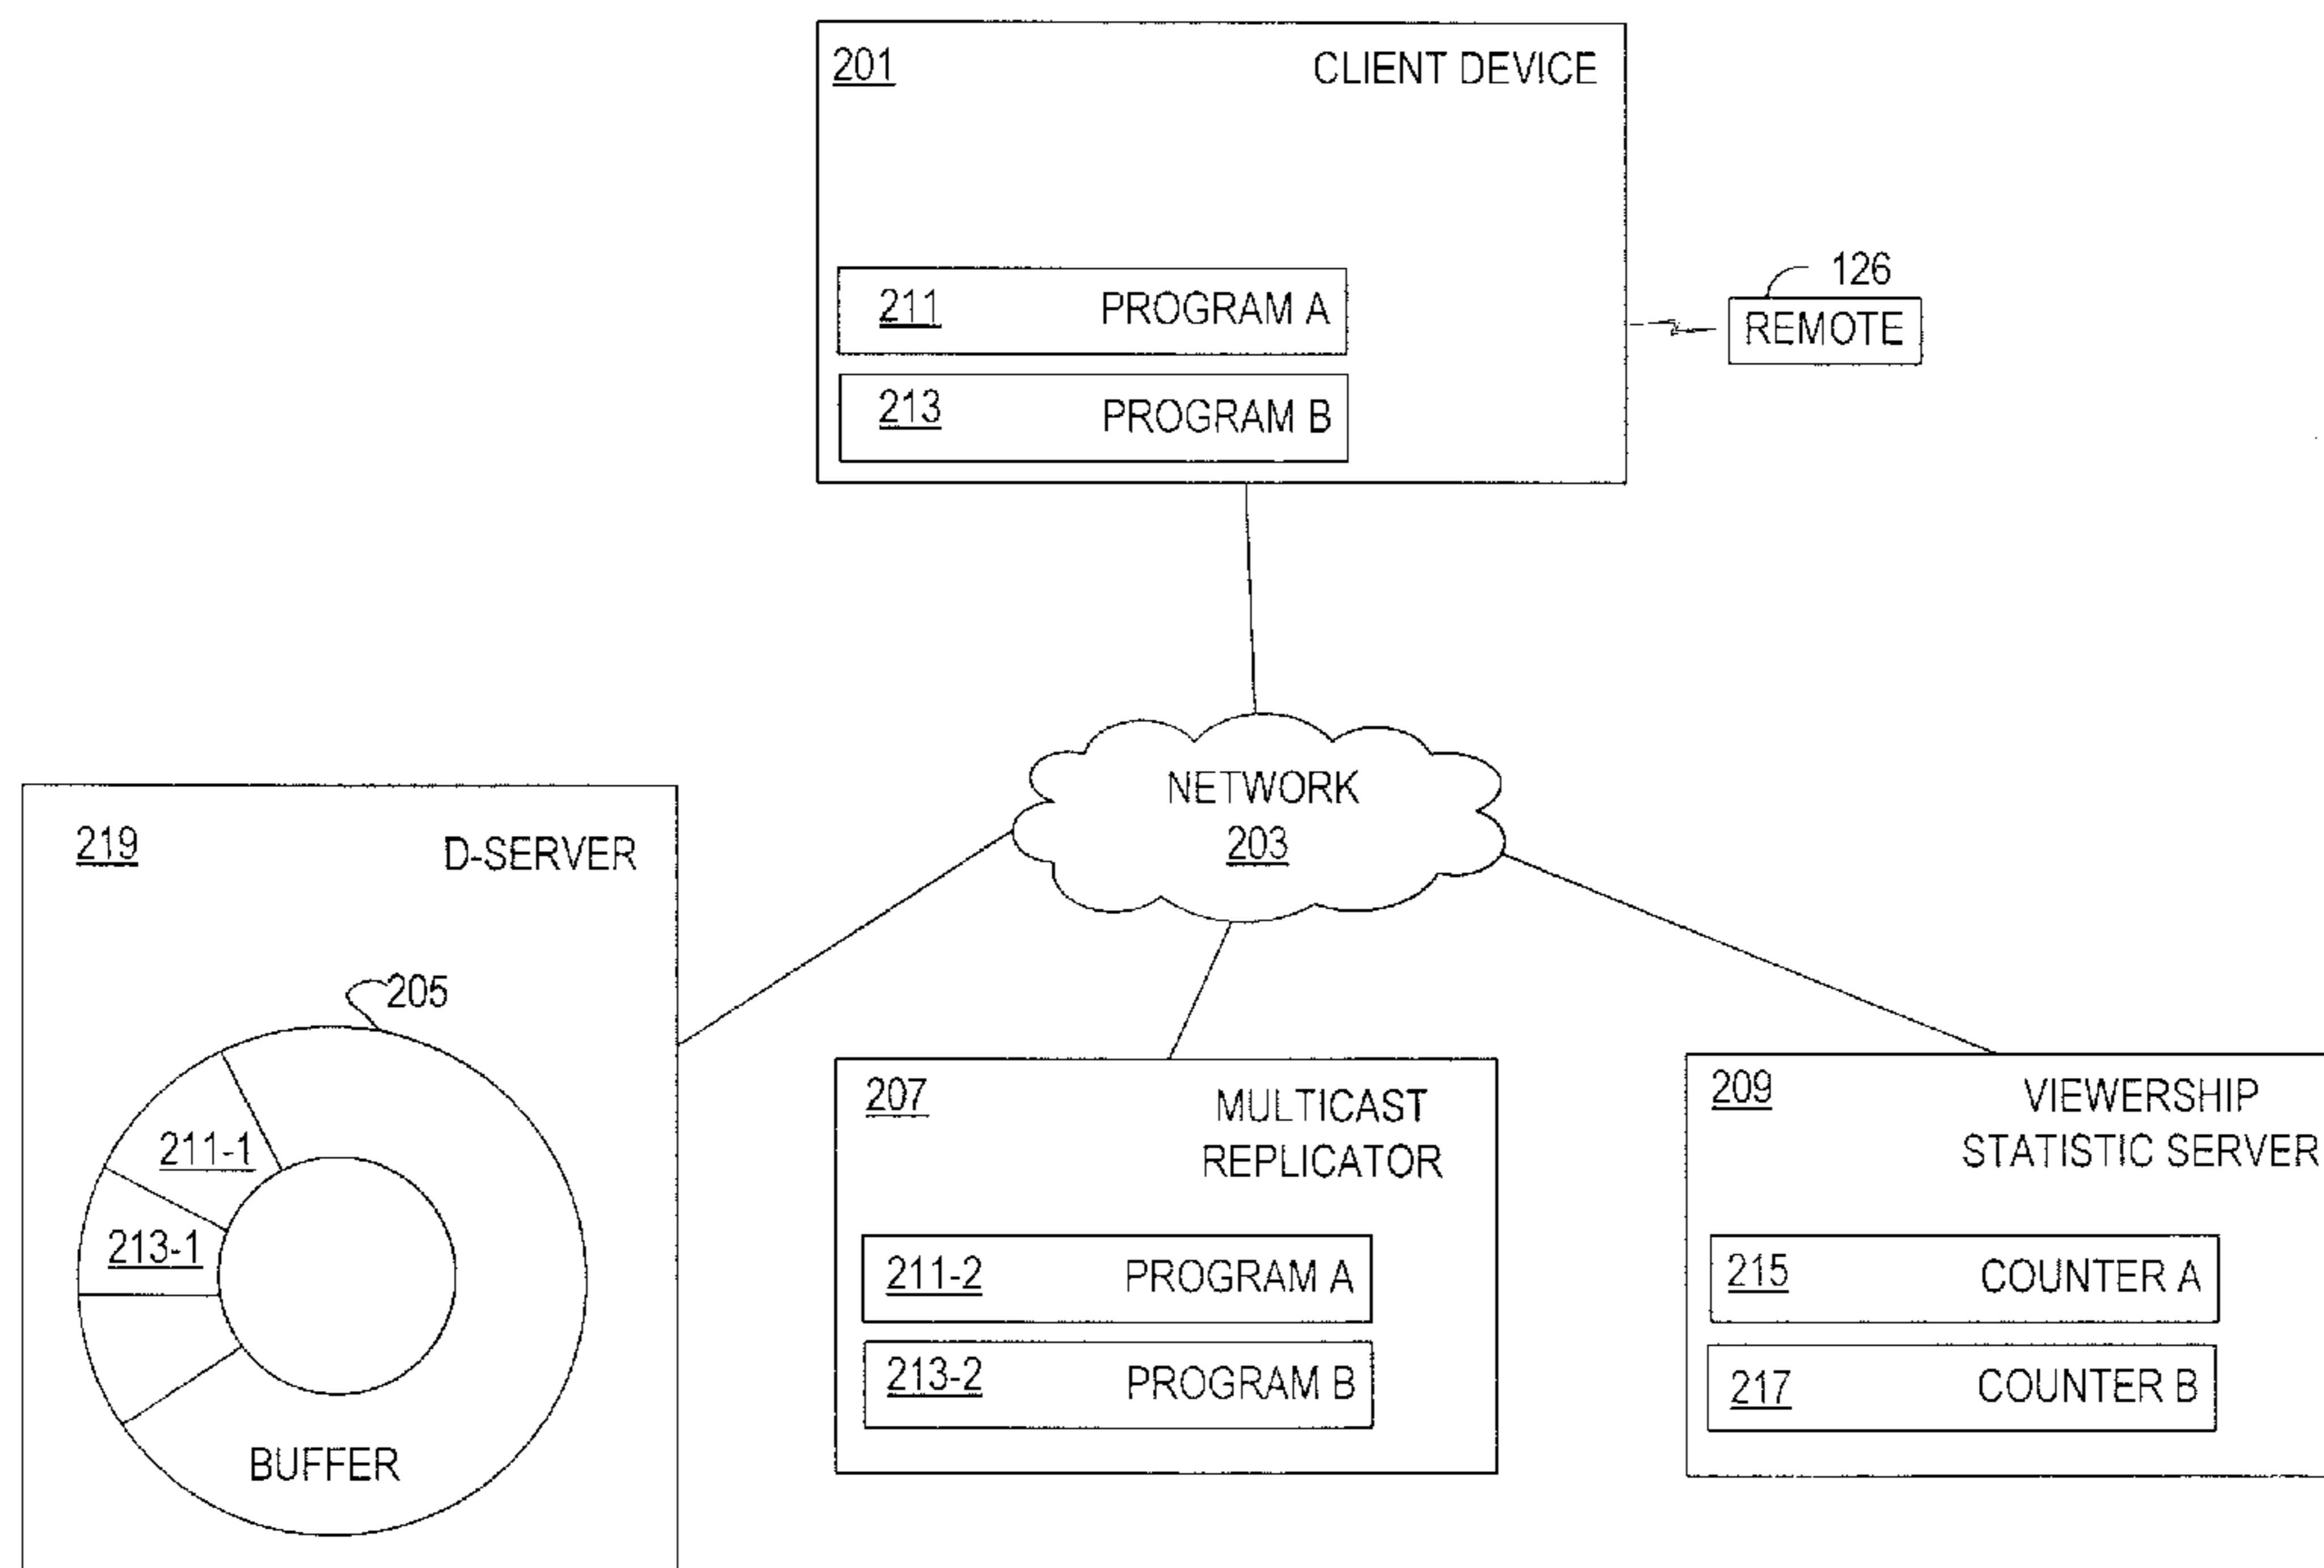 201 CLIENT DEVICE
211 PROGRAM A
213 PROGRAM B
126
REMOTE
NETWORK
203
219 D-SERVER
205
211-1
213-1
BUFFER
207 MULTICAST
REPLICATOR
211-2 PROGRAM A
213-2 PROGRAM B
209 VIEWERSHIP
STATISTIC SERVER
215 COUNTER A
217 COUNTER B